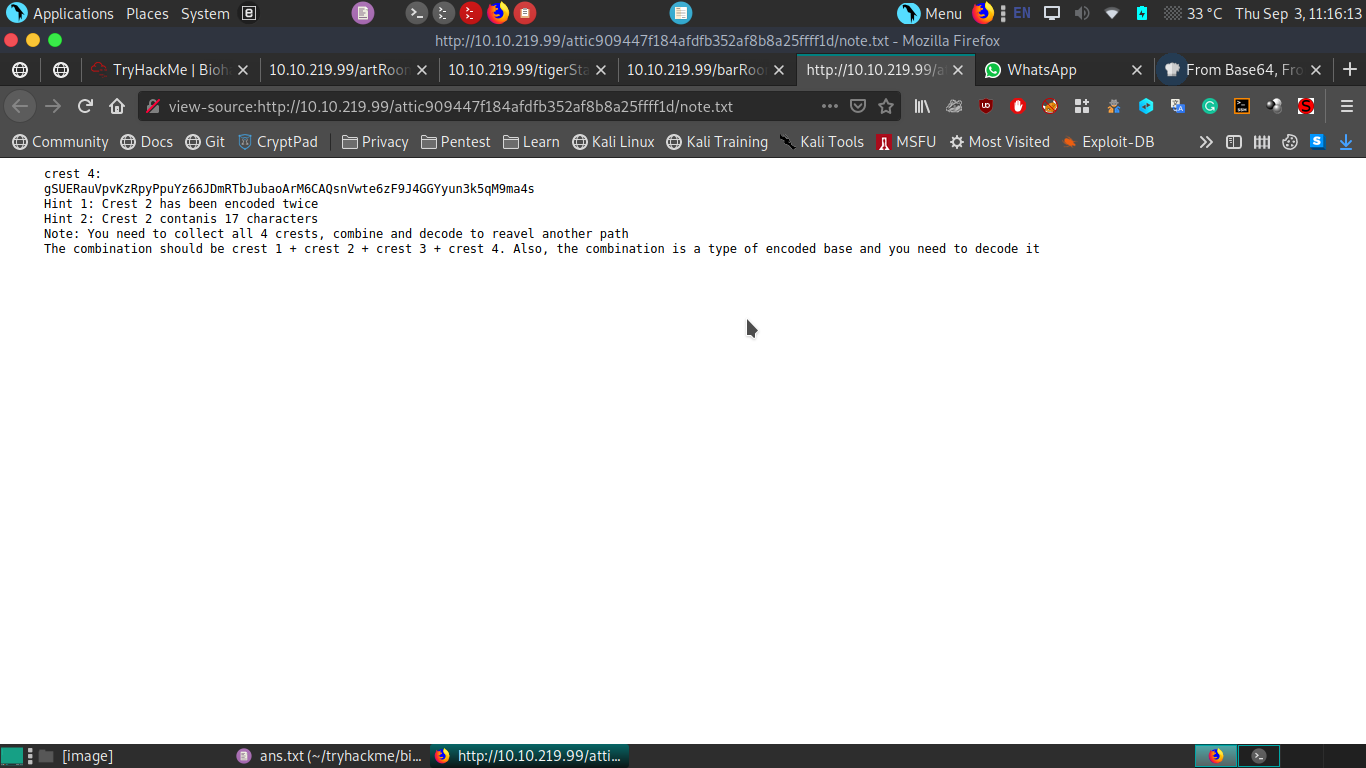 Applications Places System
Menu EN 33 °C Thu Sep 3, 11:16:13
http://10.10.219.99/attic909447f184afdfb352af8b8a25ffff1d/note.txt - Mozilla Firefox
TryHackMe | Bioh
10.10.219.99/artRoom
10.10.219.99/tigerSta
10.10.219.99/barRoo
http://10.10.219.99/a
WhatsApp
From Base64, Fro
view-source:http://10.10.219.99/attic909447f184afdfb352af8b8a25ffff1d/note.txt
Community Docs Git CryptPad Privacy Pentest Learn Kali Linux Kali Training Kali Tools MSFU Most Visited Exploit-DB
crest 4:
gSUERauVpvKzRpyPpuYz66JDmRTbJubaoArM6CAQsnVwte6zF9J4GGYyun3k5qM9ma4s
Hint 1: Crest 2 has been encoded twice
Hint 2: Crest 2 contanis 17 characters
Note: You need to collect all 4 crests, combine and decode to reavel another path
The combination should be crest 1 + crest 2 + crest 3 + crest 4. Also, the combination is a type of encoded base and you need to decode it
[image]
ans.txt (~/tryhackme/bi...
http://10.10.219.99/atti...